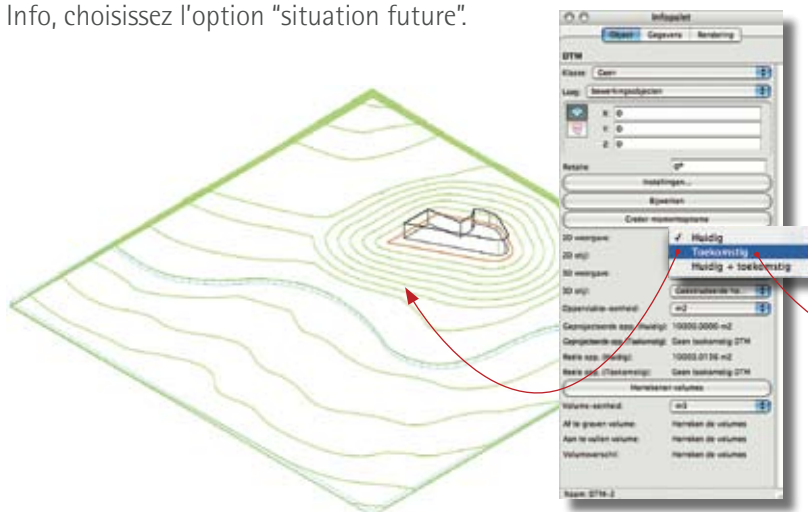 Info, choisissez l'option "situation future".
Infopalet
Object Gegevens Rendering
DTM
Klasse: Geen
Laag: bewerkingsobjecten
X: 0
Y: 0
Z: 0
Rotatie: 0°
Instellingen...
Bijwerken
Creëer momentopname
2D weergave: ✓ Huidig
Toekomstig
Huidig + toekomstig
2D stijl:
3D weergave:
3D stijl:
Oppervlakte-eenheid: m2
Geprojecteerde opp. (Huidig): 10000.0000 m2
Geprojecteerde opp. (Toekomstig): Geen toekomstig DTM
Reële opp. (Huidig): 10003.0136 m2
Reële opp. (Toekomstig): Geen toekomstig DTM
Herrekenen volumes
Volume-eenheid: m3
Af te graven volume: Herreken de volumes
Aan te vullen volume: Herreken de volumes
Volumeverschil: Herreken de volumes
Naam: DTM-2